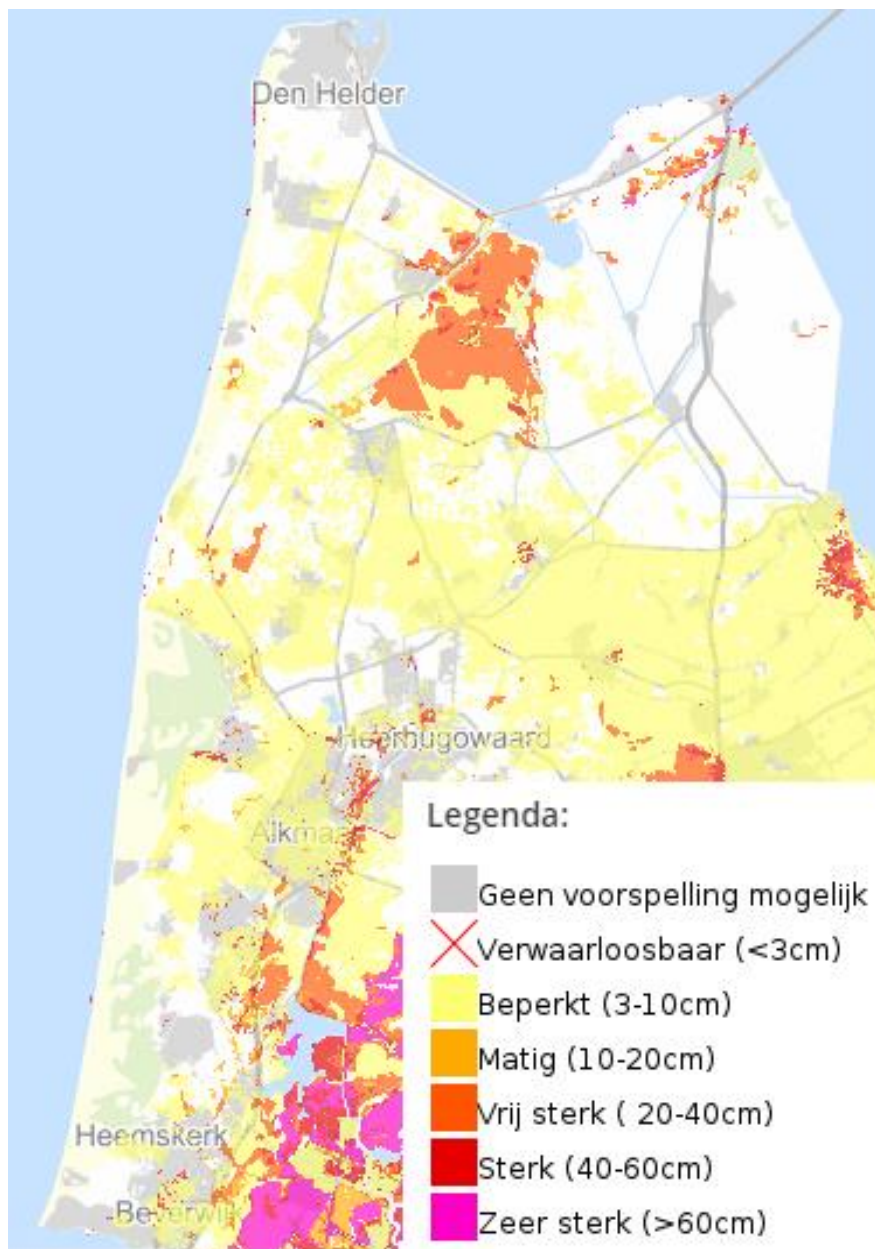 Den Helder
Heerhugowaard
Alkmaar
Legenda:
Geen voorspelling mogelijk
Verwaarloosbaar (<3cm)
Beperkt (3-10cm)
Matig (10-20cm)
Vrij sterk ( 20-40cm)
Heemskerk
Sterk (40-60cm)
Beverwijk
Zeer sterk (>60cm)